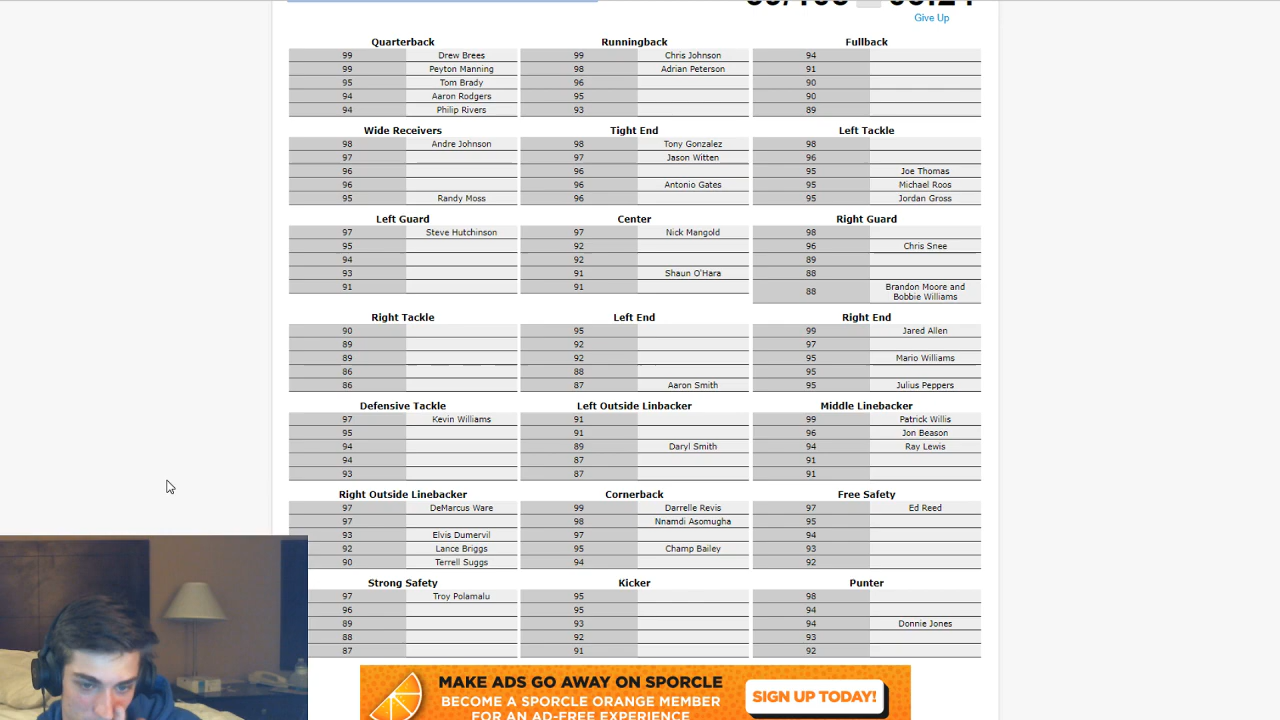 Give Up
Quarterback
99 Drew Brees
99 Peyton Manning
95 Tom Brady
94 Aaron Rodgers
94 Philip Rivers
Runningback
99 Chris Johnson
98 Adrian Peterson
96
95
93
Fullback
94
91
90
90
89
Wide Receivers
98 Andre Johnson
97
96
96
95 Randy Moss
Tight End
98 Tony Gonzalez
97 Jason Witten
96
96 Antonio Gates
96
Left Tackle
98
96
95 Joe Thomas
95 Michael Roos
95 Jordan Gross
Left Guard
97 Steve Hutchinson
95
94
93
91
Center
97 Nick Mangold
92
92
91 Shaun O'Hara
91
Right Guard
98
96 Chris Snee
89
88
88 Brandon Moore and
Bobbie Williams
Right Tackle
90
89
89
86
86
Left End
95
92
92
88
87 Aaron Smith
Right End
99 Jared Allen
97
95 Mario Williams
95
95 Julius Peppers
Defensive Tackle
97 Kevin Williams
95
94
94
93
Left Outside Linbacker
91
91
89 Daryl Smith
87
87
Middle Linebacker
99 Patrick Willis
96 Jon Beason
94 Ray Lewis
91
91
Right Outside Linebacker
97 DeMarcus Ware
97
93 Elvis Dumervil
92 Lance Briggs
90 Terrell Suggs
Cornerback
99 Darrelle Revis
98 Nnamdi Asomugha
97
95 Champ Bailey
94
Free Safety
97 Ed Reed
95
94
93
92
Strong Safety
97 Troy Polamalu
96
89
88
87
Kicker
95
95
93
92
91
Punter
98
94
94 Donnie Jones
93
92
MAKE ADS GO AWAY ON SPORCLE
BECOME A SPORCLE ORANGE MEMBER
FOR AN AD-FREE EXPERIENCE
SIGN UP TODAY!